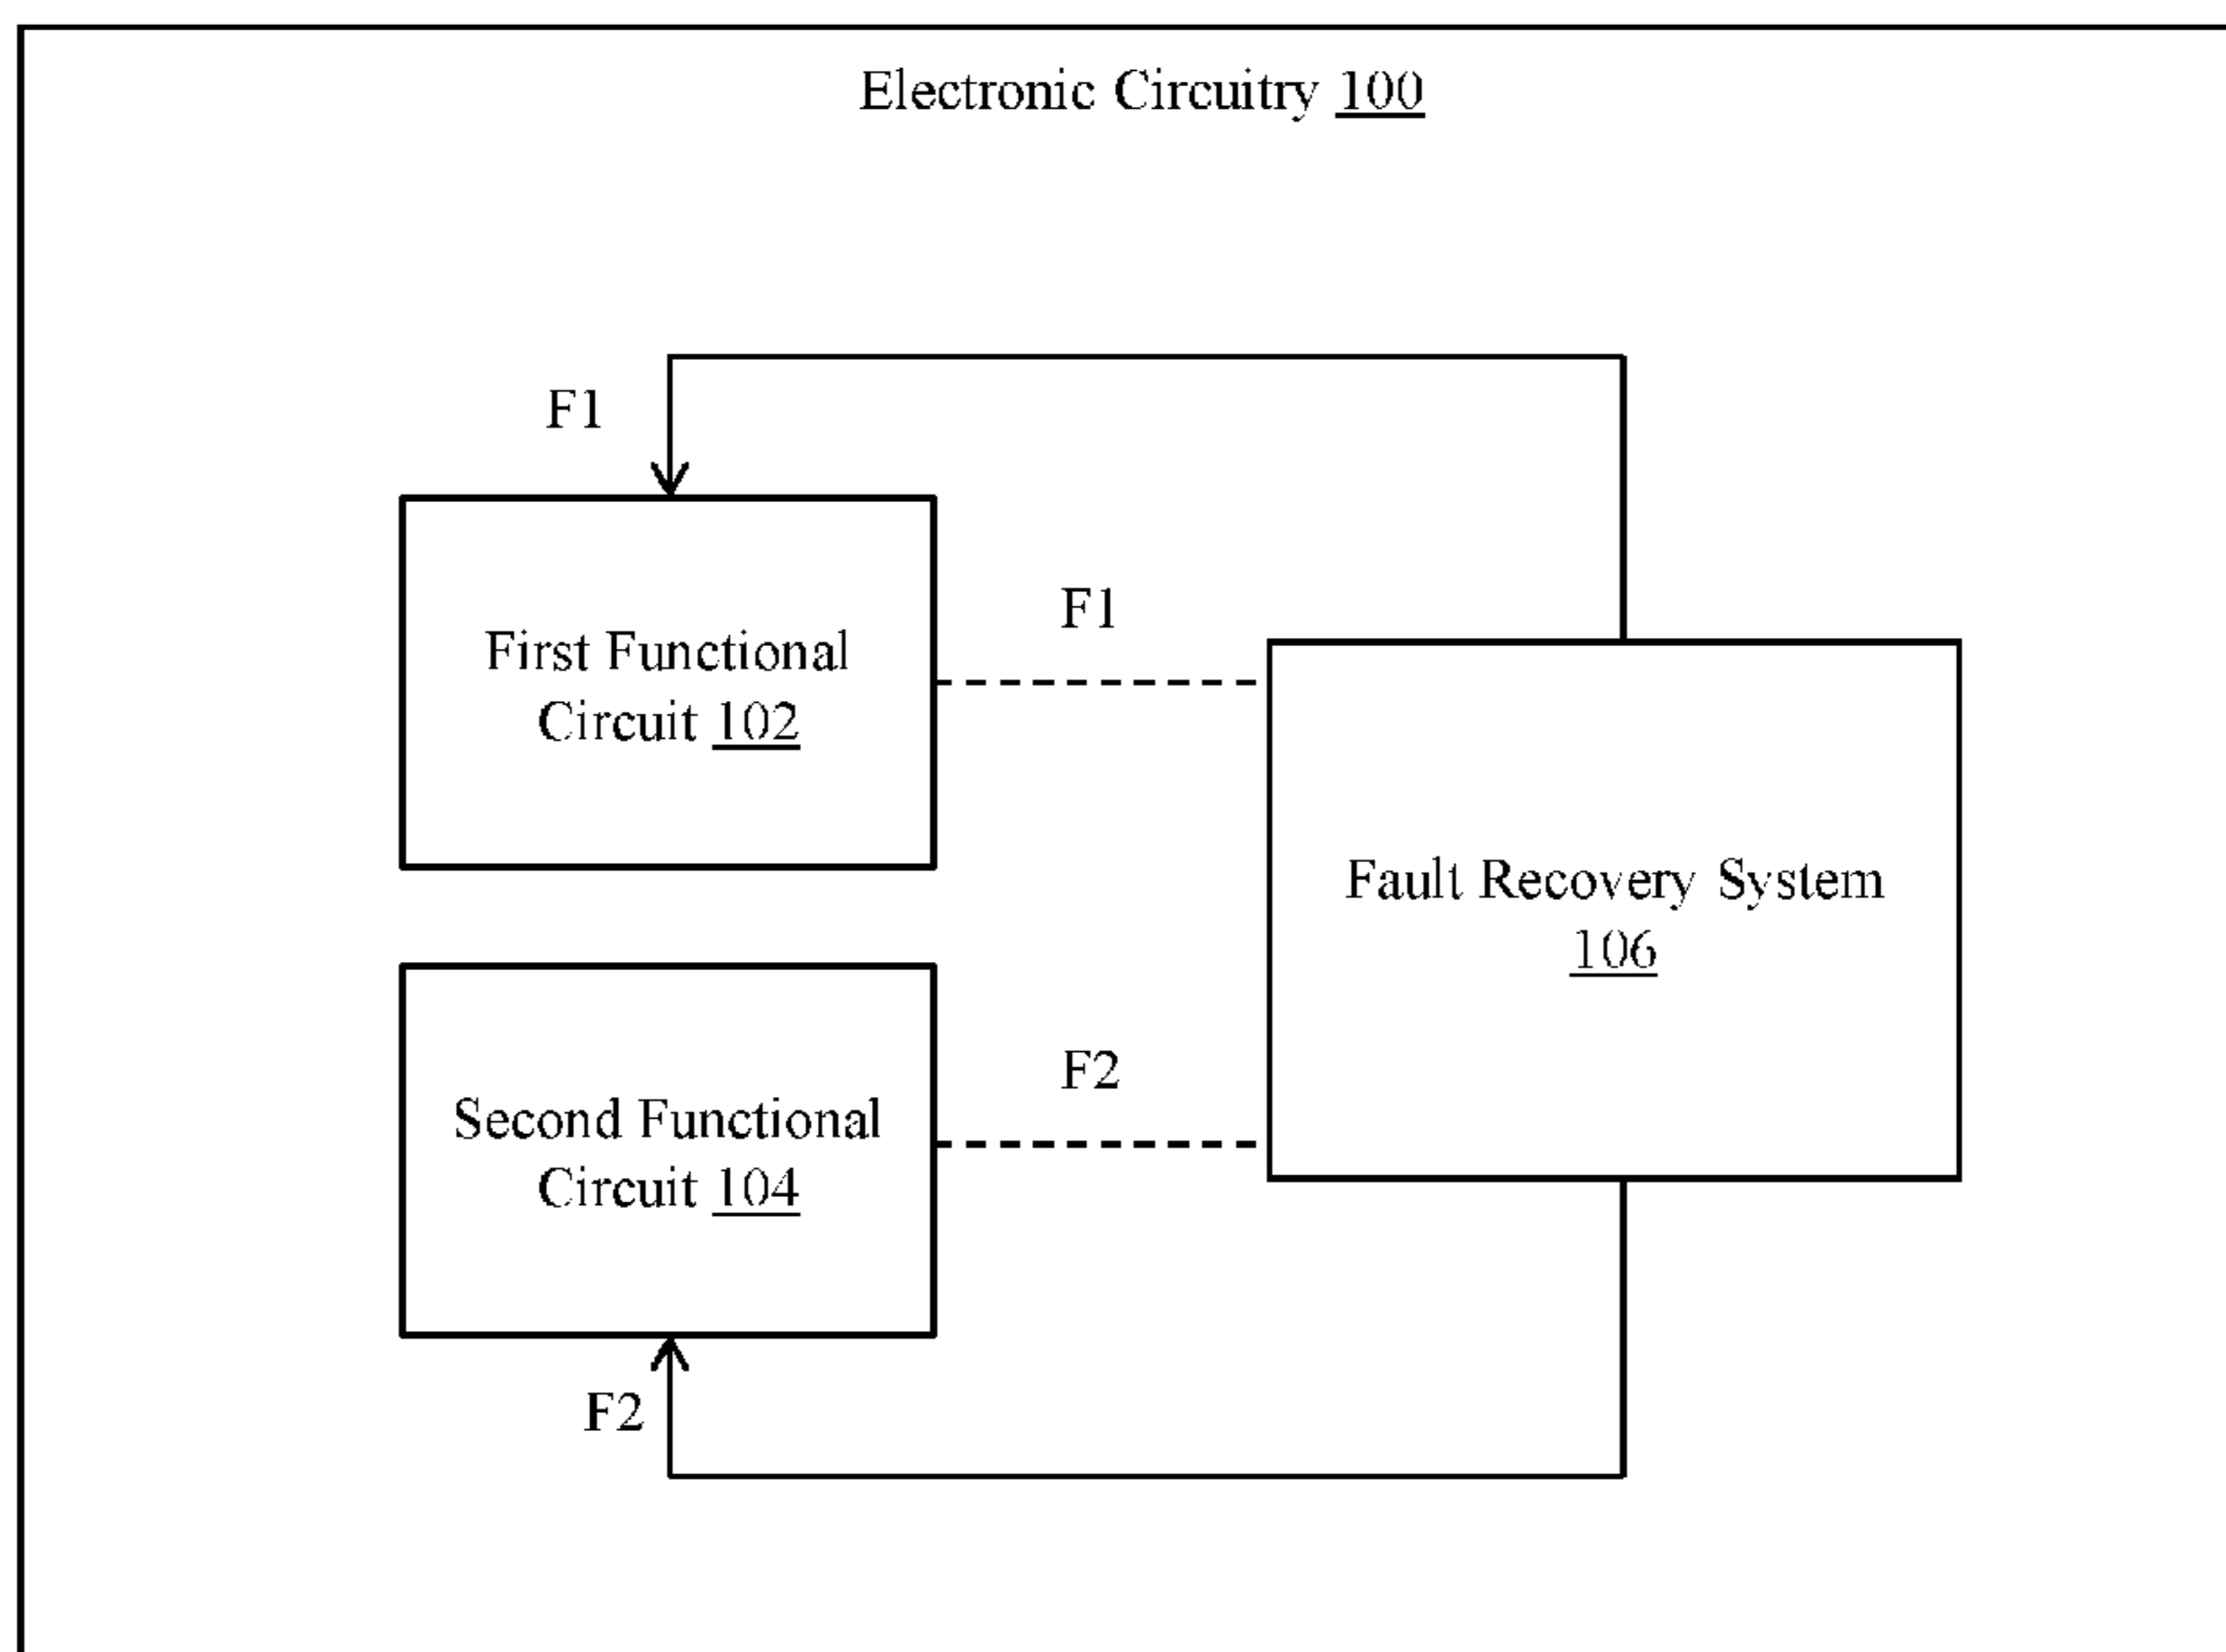 Electronic Circuitry 100
F1
First Functional
Circuit 102
F1
Fault Recovery System
106
Second Functional
Circuit 104
F2
F2